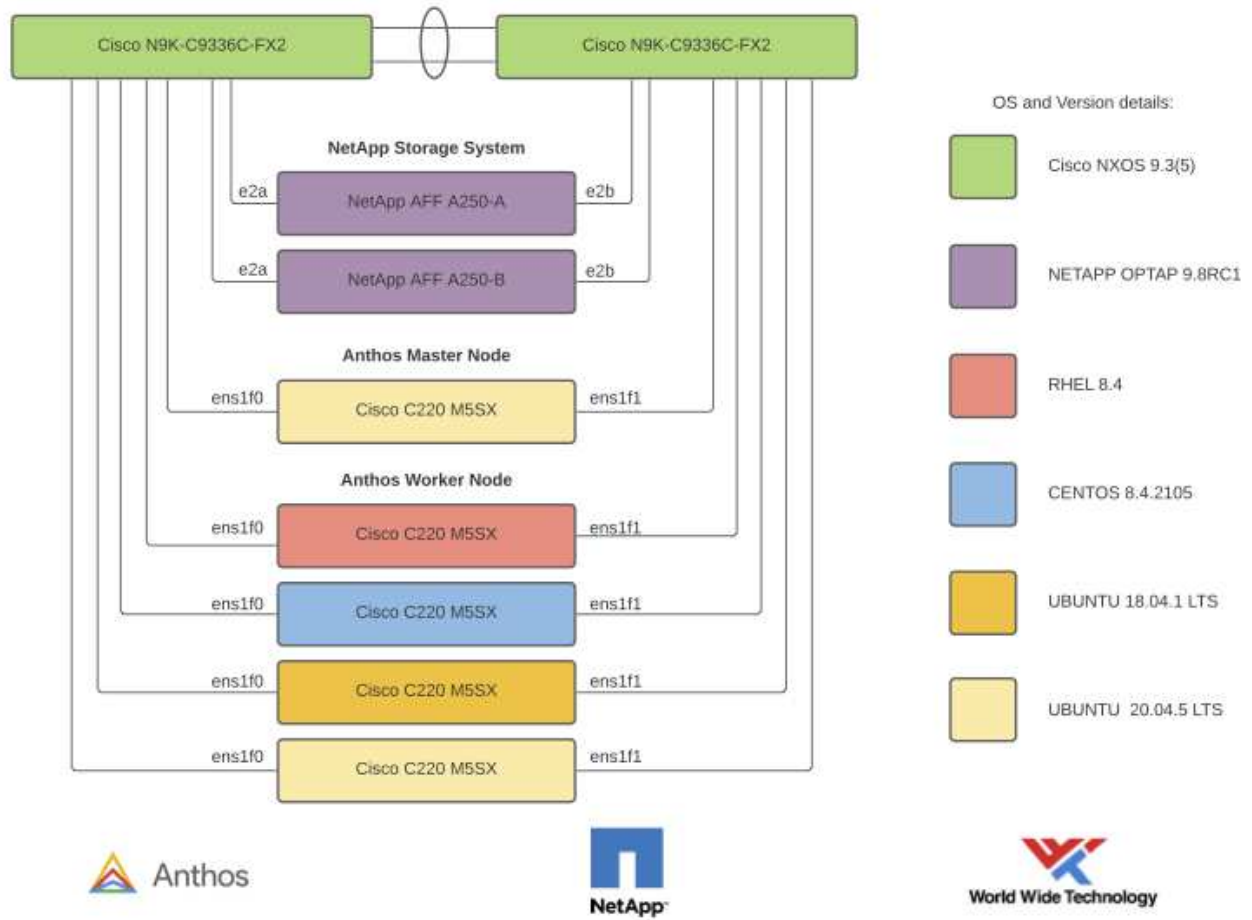 Cisco N9K-C9336C-FX2
Cisco N9K-C9336C-FX2
NetApp Storage System
e2a
NetApp AFF A250-A
e2b
e2a
NetApp AFF A250-B
e2b
Anthos Master Node
ens1f0
Cisco C220 M5SX
ens1f1
Anthos Worker Node
ens1f0
Cisco C220 M5SX
ens1f1
ens1f0
Cisco C220 M5SX
ens1f1
ens1f0
Cisco C220 M5SX
ens1f1
ens1f0
Cisco C220 M5SX
ens1f1
OS and Version details:
Cisco NXOS 9.3(5)
NETAPP OPTAP 9.8RC1
RHEL 8.4
CENTOS 8.4.2105
UBUNTU 18.04.1 LTS
UBUNTU 20.04.5 LTS
Anthos
NetApp
World Wide Technology